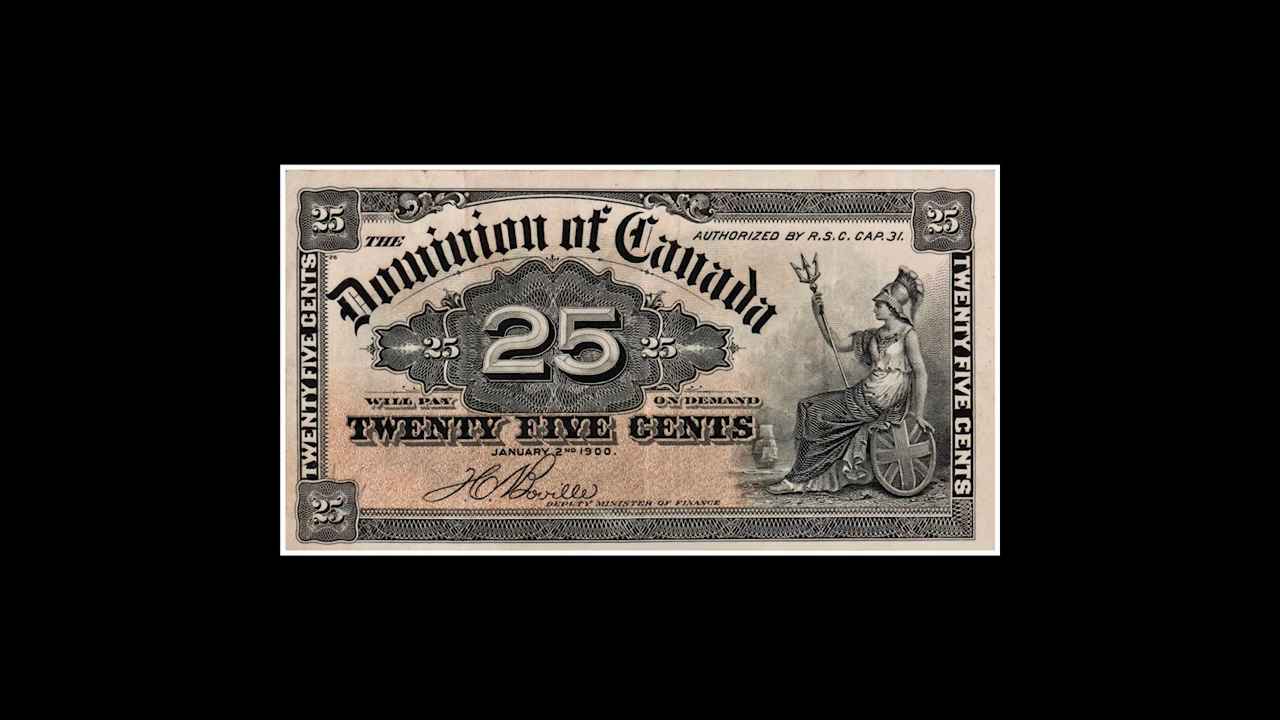 25
25
THE
Dominion of Canada
AUTHORIZED BY R.S.C. CAP. 31.
TWENTY FIVE CENTS
TWENTY FIVE CENTS
25
25
25
WILL PAY
ON DEMAND
TWENTY FIVE CENTS
JANUARY 2ND 1900.
J C Boville
DEPUTY MINISTER OF FINANCE
25